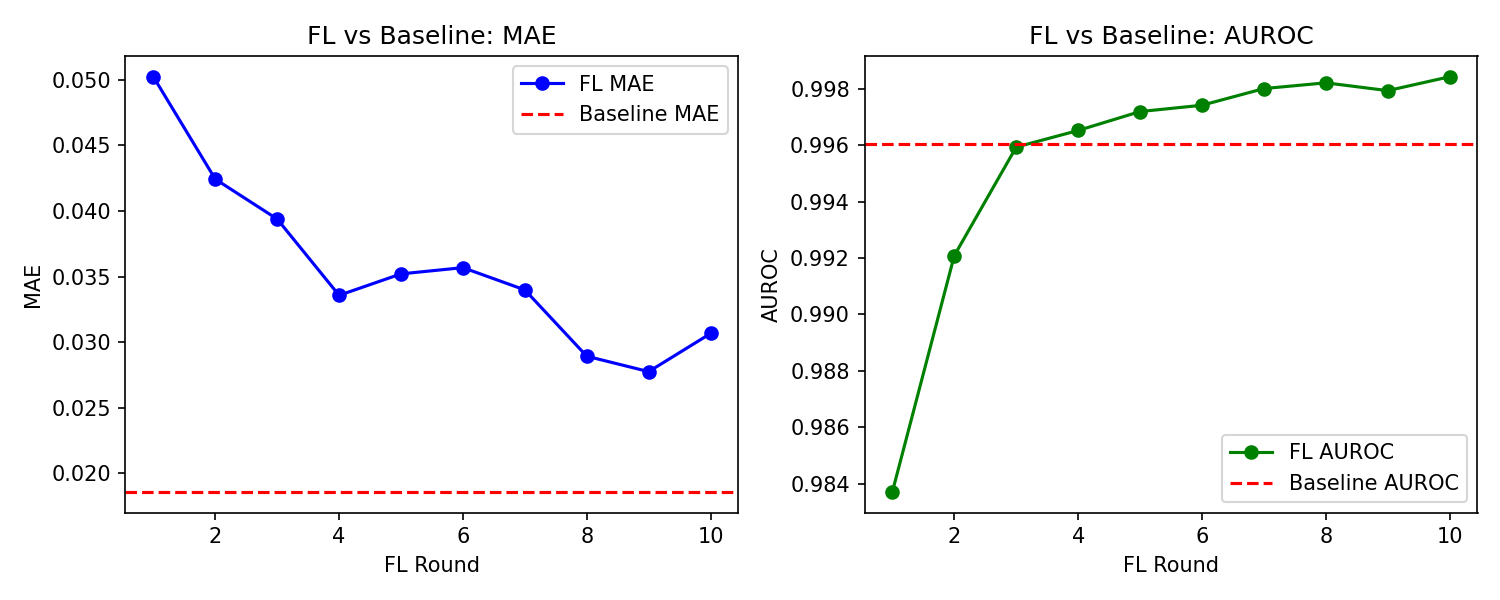 FL vs Baseline: MAE
FL MAE
Baseline MAE
0.050
0.045
0.040
0.035
0.030
0.025
0.020
MAE
2 4 6 8 10
FL Round
FL vs Baseline: AUROC
0.998
0.996
0.994
0.992
0.990
0.988
0.986
0.984
AUROC
FL AUROC
Baseline AUROC
2 4 6 8 10
FL Round